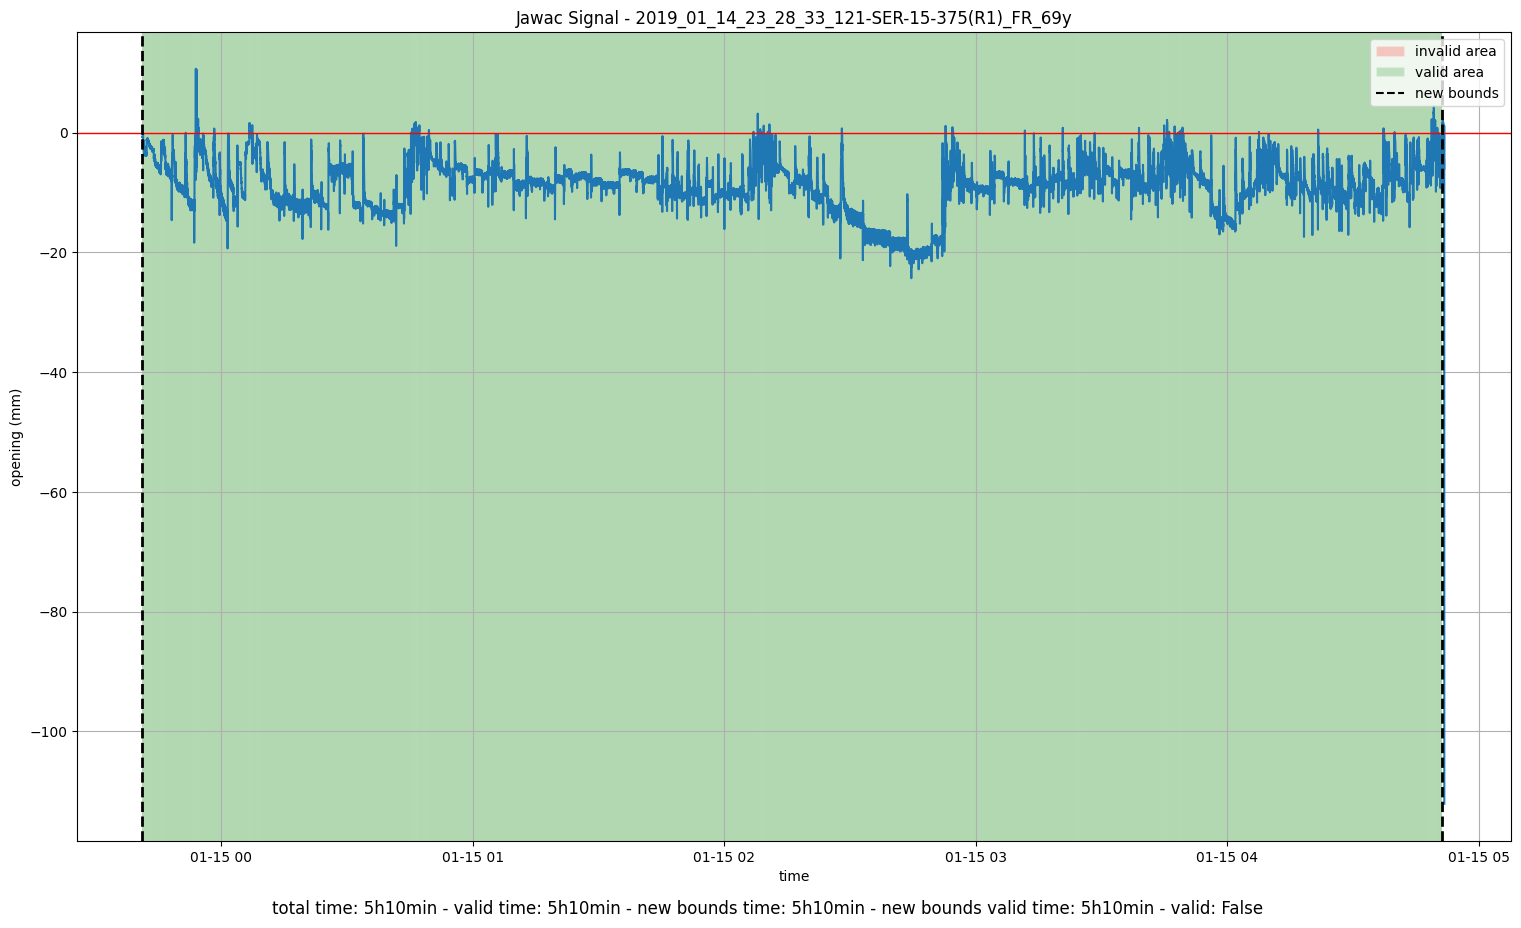 Jawac Signal - 2019_01_14_23_28_33_121-SER-15-375(R1)_FR_69y
invalid area
valid area
new bounds
0
−20
−40
−60
−80
−100
opening (mm)
01-15 00
01-15 01
01-15 02
01-15 03
01-15 04
01-15 05
time
total time: 5h10min - valid time: 5h10min - new bounds time: 5h10min - new bounds valid time: 5h10min - valid: False